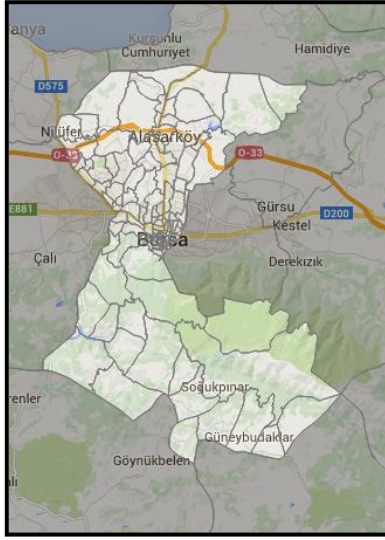 anya
Kurşunlu
Cumhuriyet
Hamidiye
D575
Nilüfer
Alaşarköy
O-33
O-33
E881
Gürsu
D200
Kestel
Bursa
Çalı
Derekızık
renler
Soğukpınar
Güneybudaklar
Göynükbelen
lı